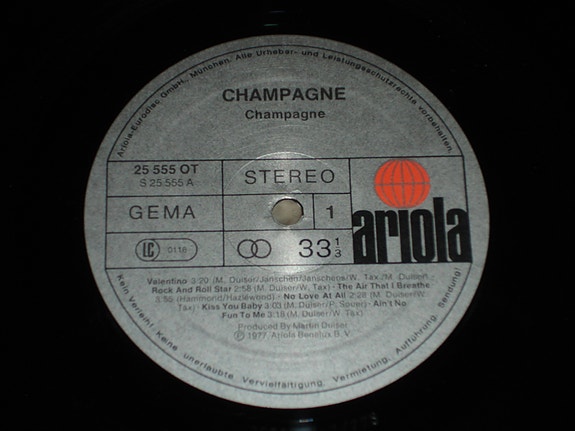 Ariola-Eurodisc GmbH., München. Alle Urheber- und Leistungsschutzrechte vorbehalten.
CHAMPAGNE
Champagne
25 555 OT
S 25 555 A
STEREO
GEMA
1
ariola
LC 0116
33 1/3
Valentino 3:20 (M. Duiser/Janschen/Janschens/W. Tax/M. Duiser) -
Rock And Roll Star 2:58 (M. Duiser/W. Tax) - The Air That I Breathe
(Hammond/Hazlewood) - No Love At All 2:28 (M. Duiser/W.
Tax) - Kiss You Baby 3:03 (M. Duiser/P. Souer) - Ain't No
Fun To Me 3:18 (M. Duiser/W. Tax)
Produced By Martin Duiser
℗ 1977 Ariola Benelux B.V.
Kein Verleih! Keine unerlaubte Vervielfältigung, Vermietung, Aufführung, Sendung!